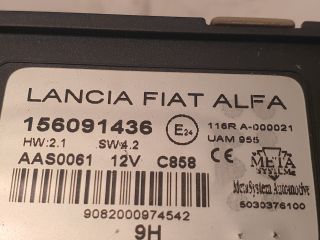 LANCIA FIAT ALFA
156091436 E24 116R A-000021
HW:2.1 SW:4.2 UAM 955
AAS0061 12V C858 CE META SYSTEM
MetaSystem Automotive
5030376100
9082000974542
9H